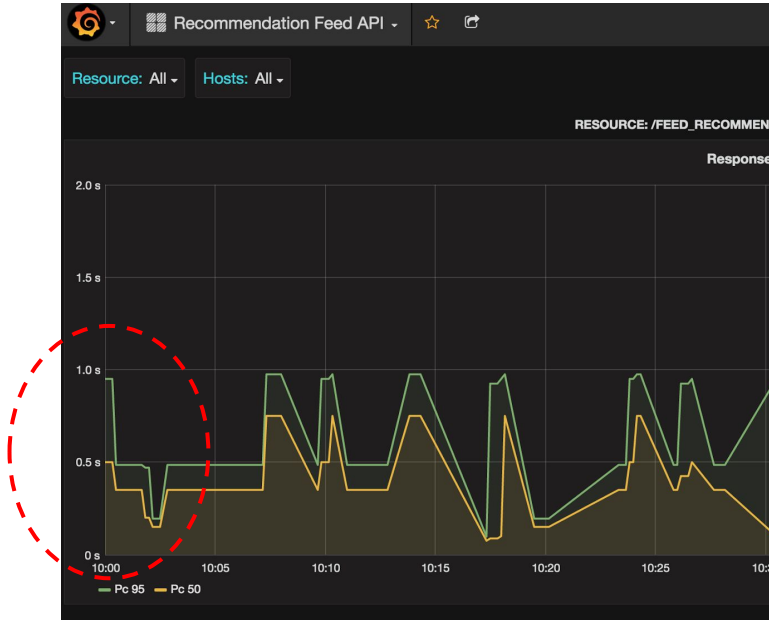 Recommendation Feed API
Resource: All Hosts: All
RESOURCE: /FEED_RECOMMEN
Response
2.0 s
1.5 s
1.0 s
0.5 s
0 s
10:00 10:05 10:10 10:15 10:20 10:25 10:
Pc 95 Pc 50